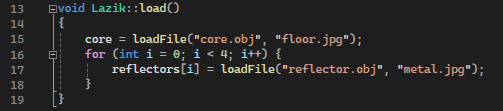 13 void Lazik::load()
14 {
15 core = loadFile("core.obj", "floor.jpg");
16 for (int i = 0; i < 4; i++) {
17 reflectors[i] = loadFile("reflector.obj", "metal.jpg");
18 }
19 }